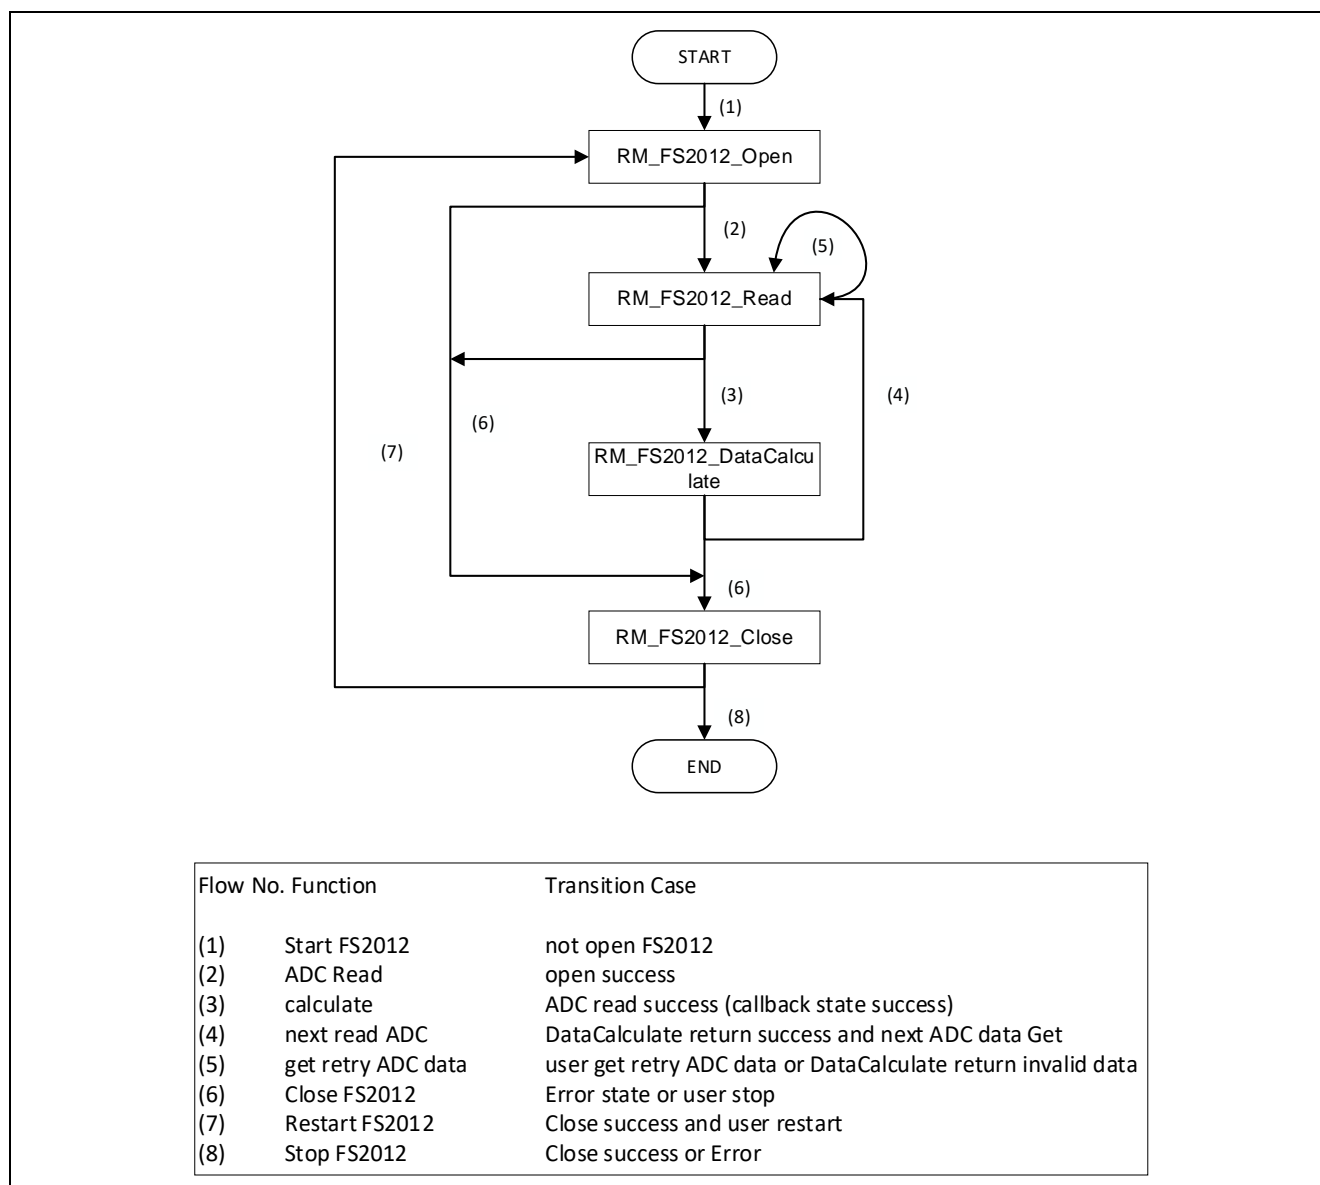 START
(1)
RM_FS2012_Open
(2)
(5)
RM_FS2012_Read
(3)
(4)
(6)
(7)
RM_FS2012_DataCalcu
late
(6)
RM_FS2012_Close
(8)
END
Flow No. Function Transition Case
(1) Start FS2012 not open FS2012
(2) ADC Read open success
(3) calculate ADC read success (callback state success)
(4) next read ADC DataCalculate return success and next ADC data Get
(5) get retry ADC data user get retry ADC data or DataCalculate return invalid data
(6) Close FS2012 Error state or user stop
(7) Restart FS2012 Close success and user restart
(8) Stop FS2012 Close success or Error